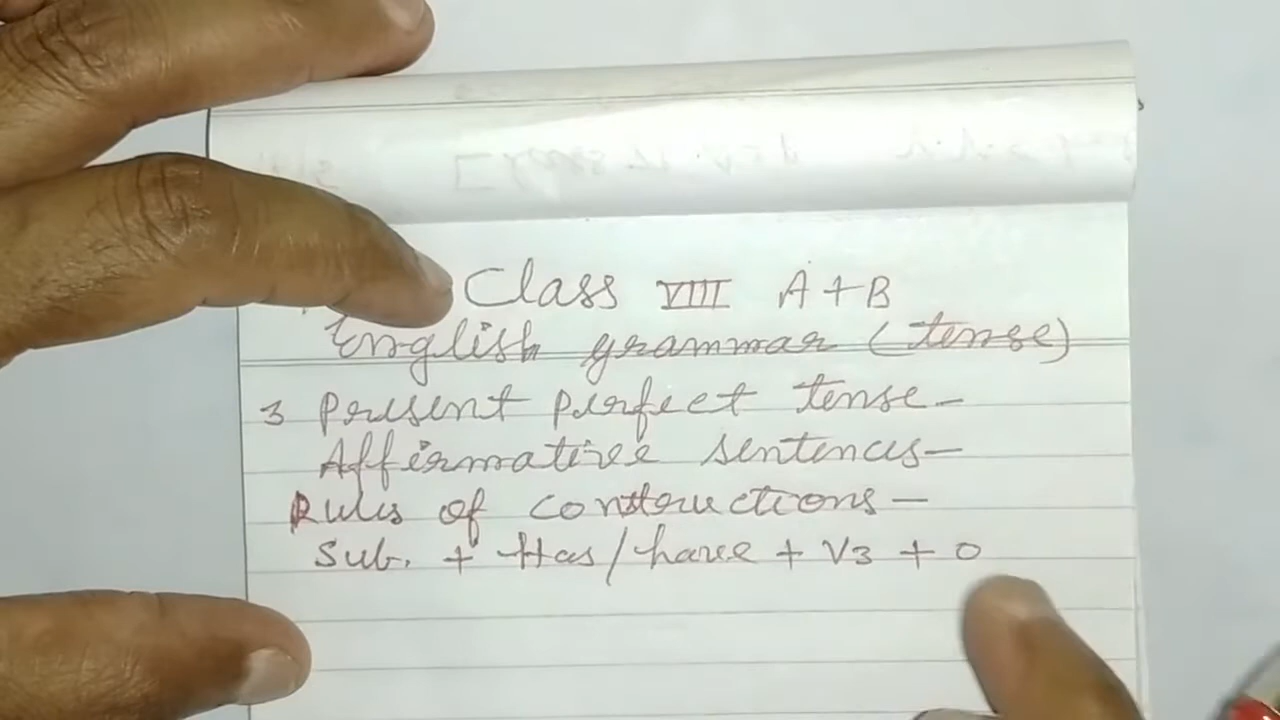 Class VIII A+B
English grammar (tense)
3 Present perfect tense-
Affirmative sentences-
Rules of constructions-
Sub. + Has/have + V3 + O